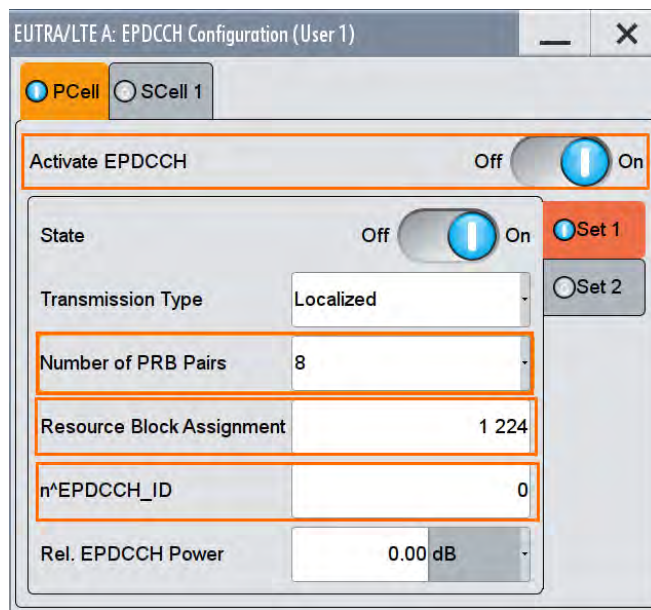 EUTRA/LTE A: EPDCCH Configuration (User 1)
PCell SCell 1
Activate EPDCCH Off On
State Off On
Set 1
Transmission Type Localized
Set 2
Number of PRB Pairs 8
Resource Block Assignment 1 224
n^EPDCCH_ID 0
Rel. EPDCCH Power 0.00 dB